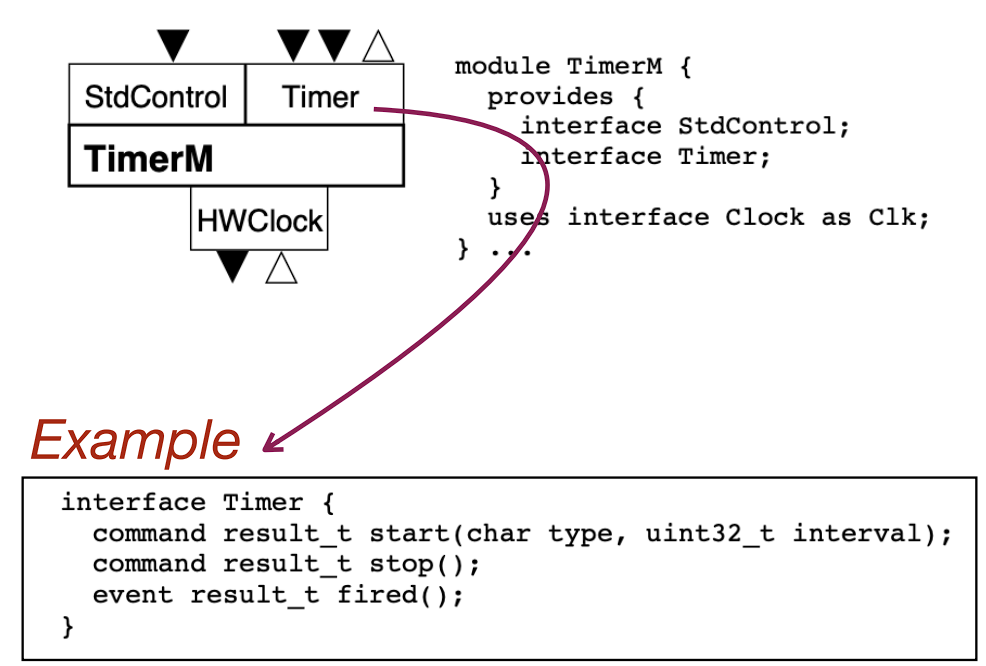 StdControl
Timer
TimerM
HWClock
module TimerM {
  provides {
    interface StdControl;
    interface Timer;
  }
  uses interface Clock as Clk;
} ...
Example
interface Timer {
  command result_t start(char type, uint32_t interval);
  command result_t stop();
  event result_t fired();
}